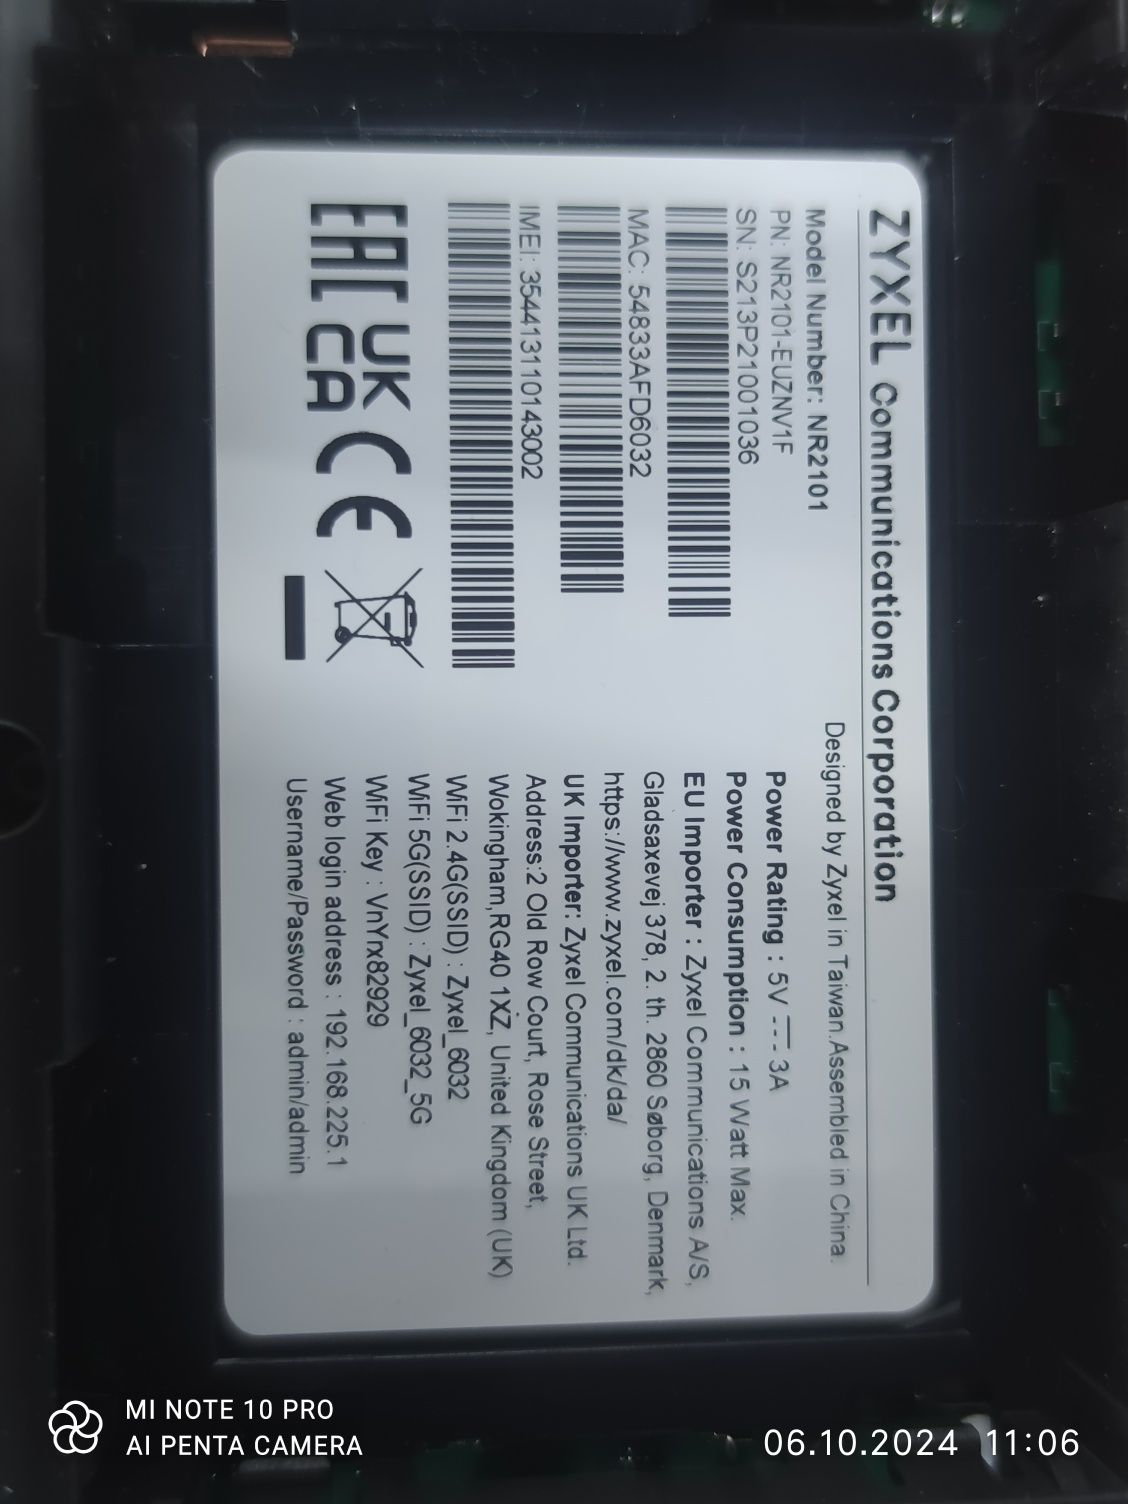 ZYXEL Communications Corporation
Designed by Zyxel in Taiwan.Assembled in China.
Model Number: NR2101
PN: NR2101-EUZNV1F
SN: S213P21001036
MAC: 54833AFD6032
IMEI: 354413110143002
EAC UK CA CE
Power Rating : 5V ⎓ 3A
Power Consumption : 15 Watt Max.
EU Importer : Zyxel Communications A/S,
Gladsaxevej 378, 2. th. 2860 Søborg, Denmark,
https://www.zyxel.com/dk/da/
UK Importer: Zyxel Communications UK Ltd.
Address:2 Old Row Court, Rose Street,
Wokingham,RG40 1XZ, United Kingdom (UK)
WiFi 2.4G(SSID) : Zyxel_6032
WiFi 5G(SSID) : Zyxel_6032_5G
WiFi Key : VnYrx82929
Web login address : 192.168.225.1
Username/Password : admin/admin
MI NOTE 10 PRO
AI PENTA CAMERA
06.10.2024 11:06